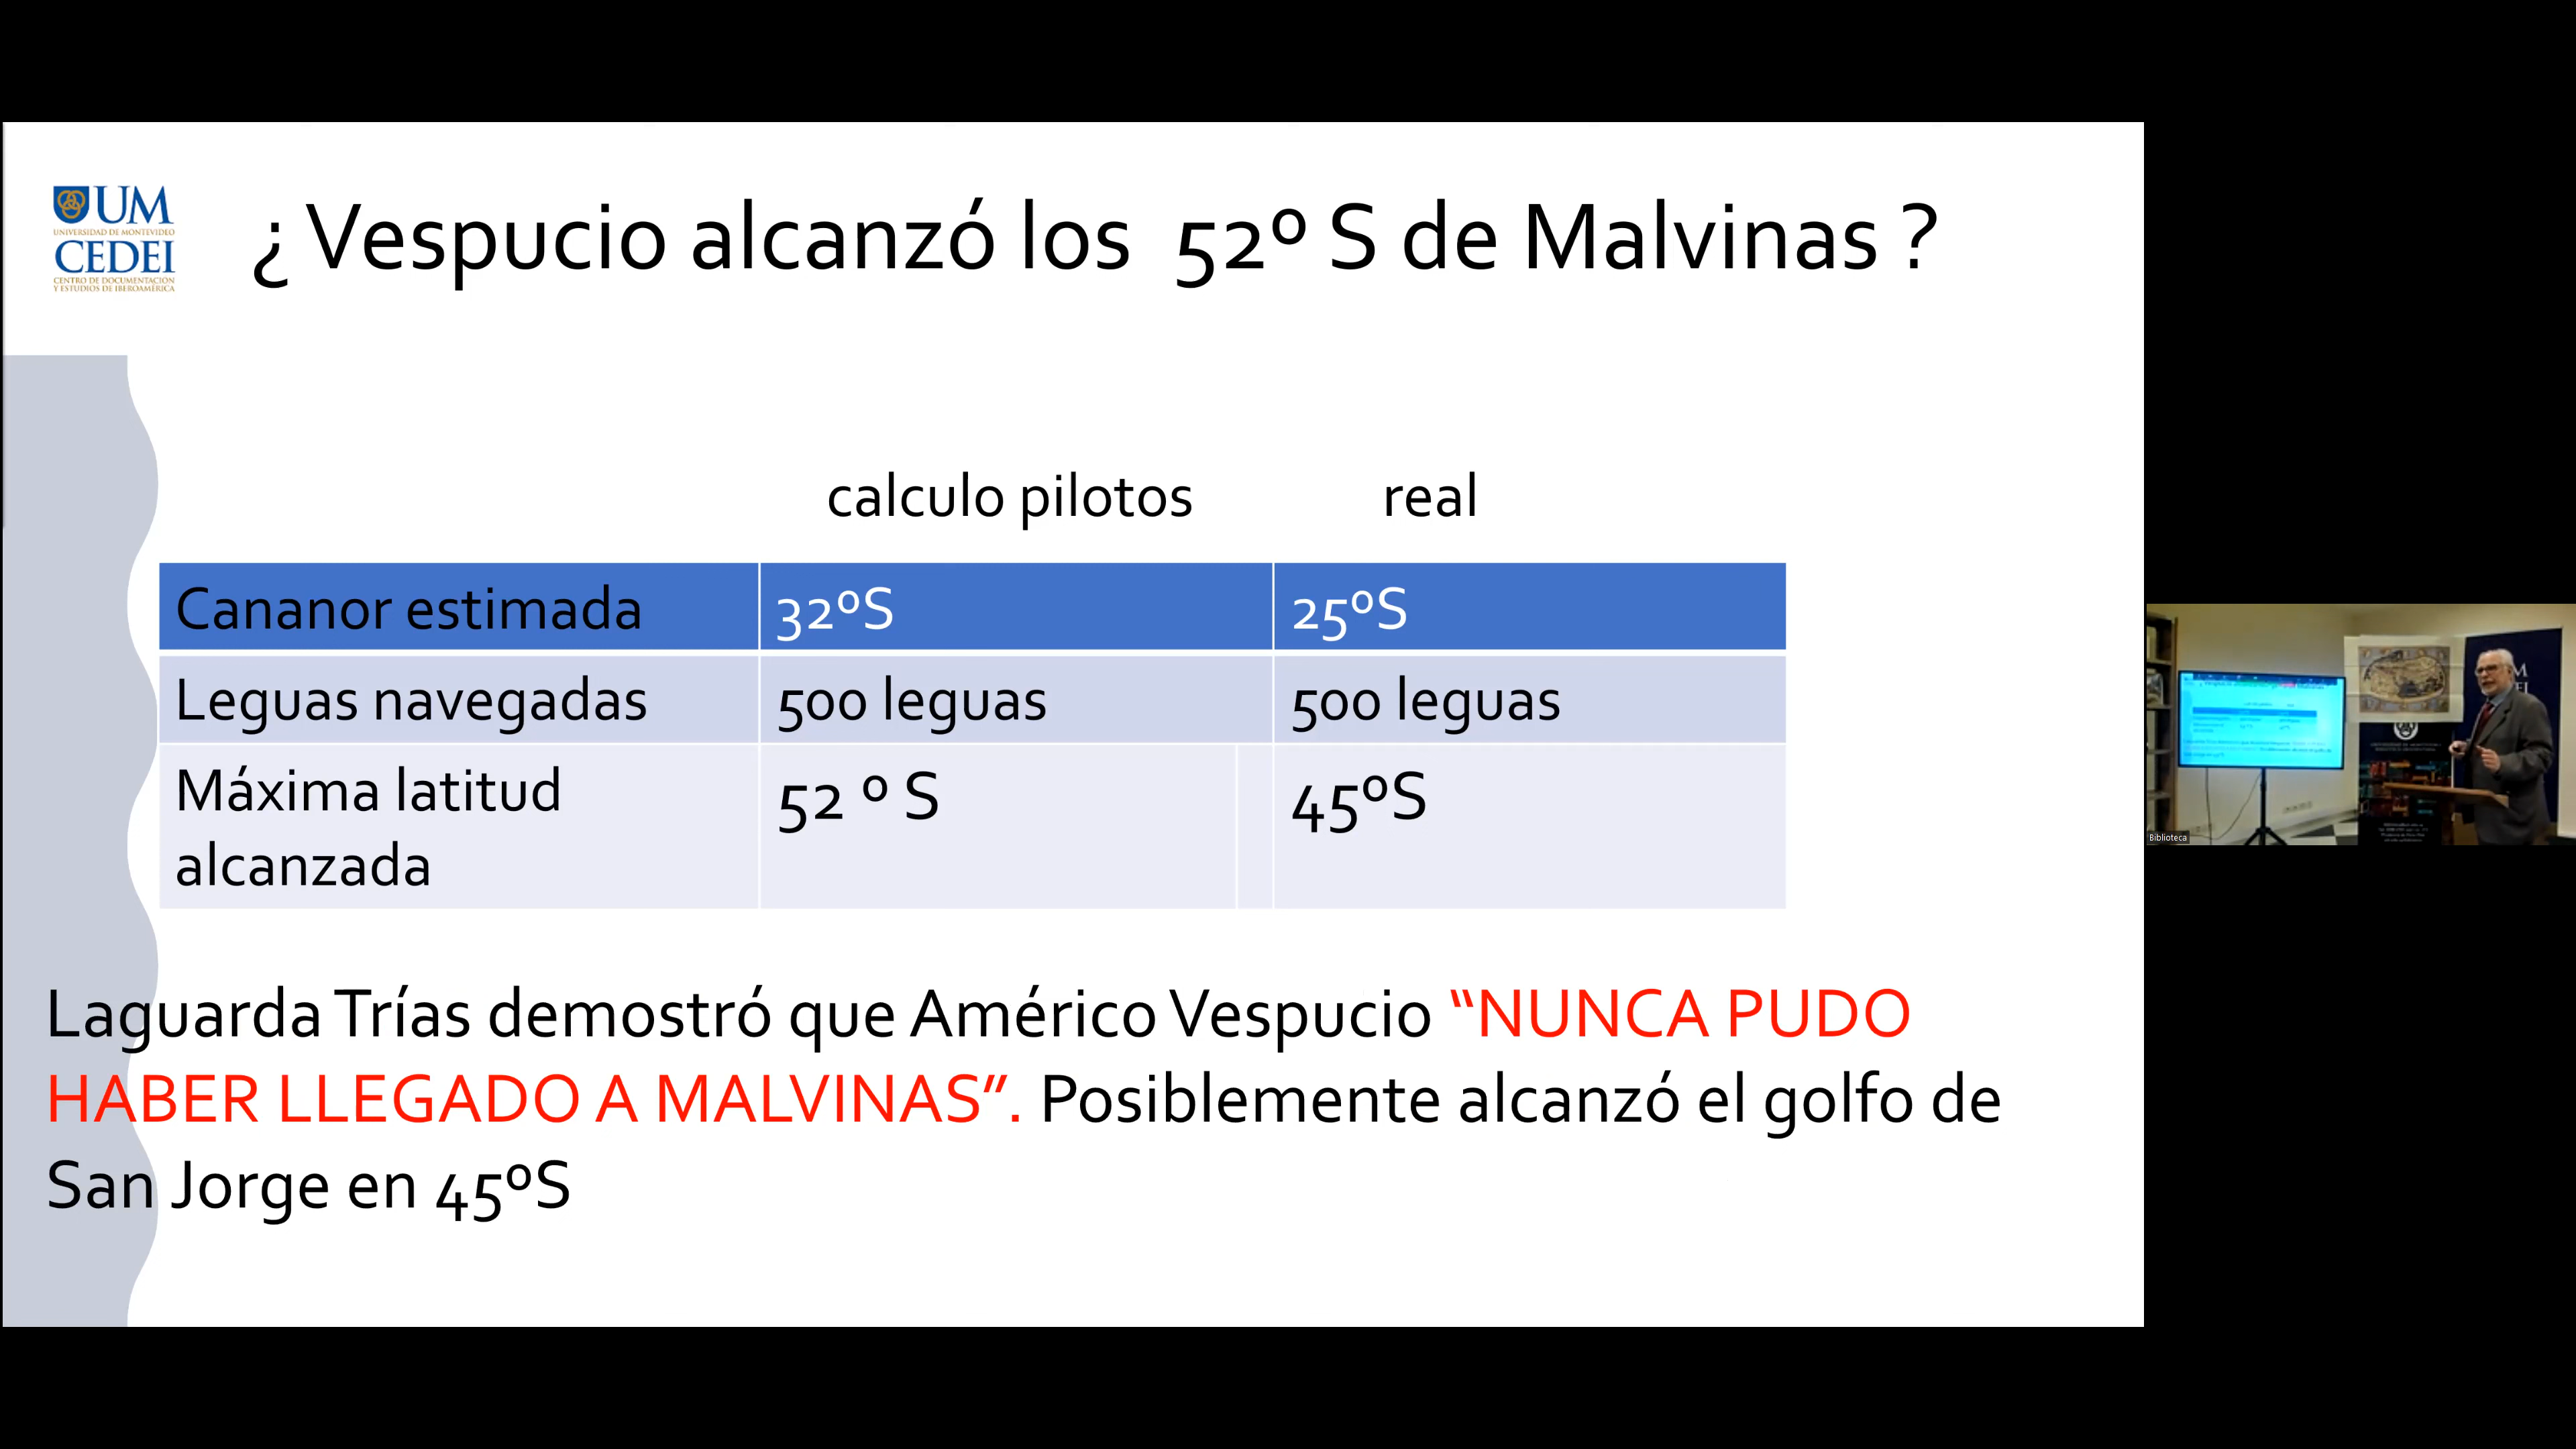 UM
UNIVERSIDAD DE MONTEVIDEO
CEDEI
CENTRO DE DOCUMENTACIÓN
Y ESTUDIOS DE IBEROAMÉRICA
¿ Vespucio alcanzó los 52º S de Malvinas ?
calculo pilotos real
Cananor estimada 32ºS 25ºS
Leguas navegadas 500 leguas 500 leguas
Máxima latitud alcanzada 52 º S 45ºS
Laguarda Trías demostró que Américo Vespucio “NUNCA PUDO
HABER LLEGADO A MALVINAS”. Posiblemente alcanzó el golfo de
San Jorge en 45ºS
Biblioteca